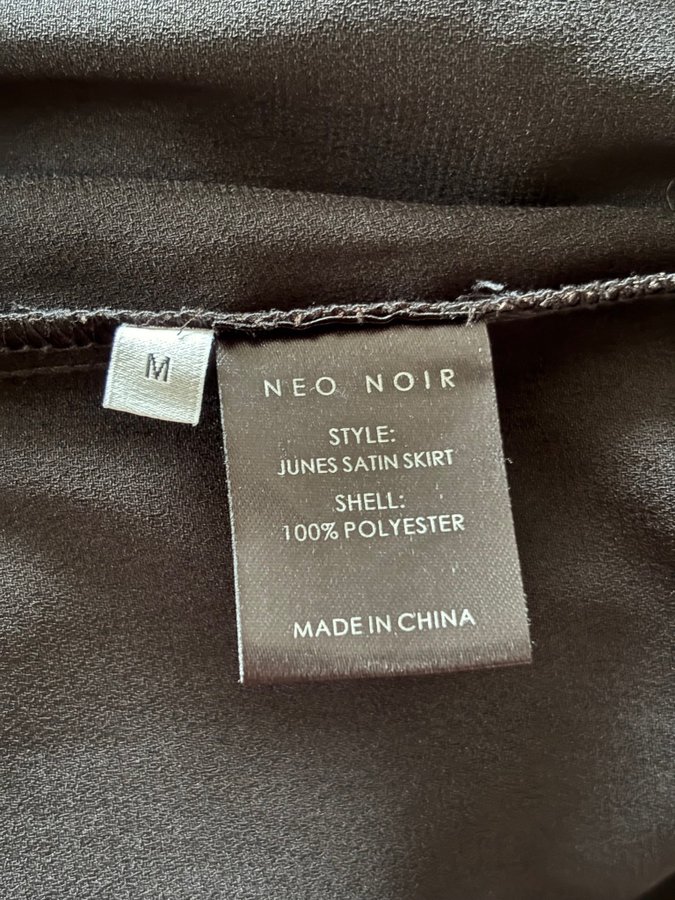 M
NEO NOIR
STYLE:
JUNES SATIN SKIRT
SHELL:
100% POLYESTER
MADE IN CHINA